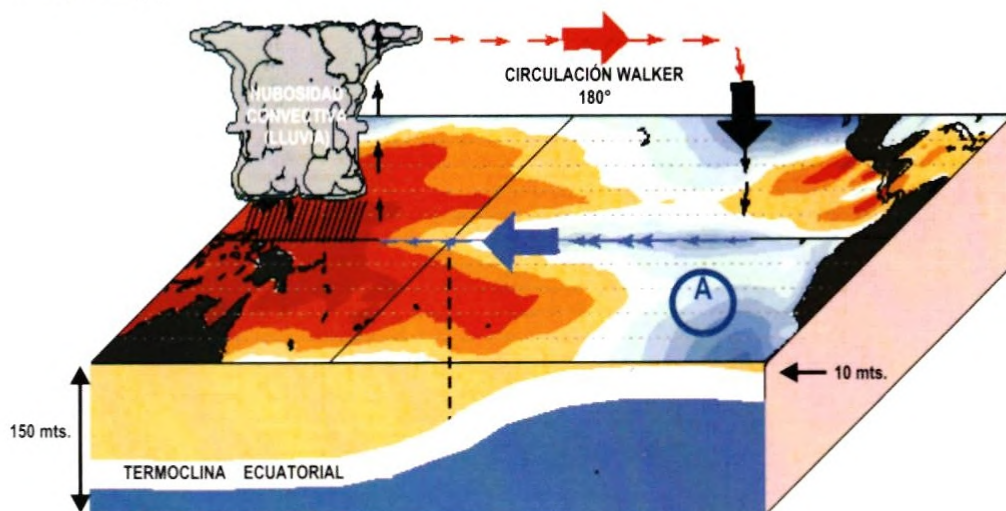 NUBOSIDAD
CONVECTIVA
(LLUVIA)
CIRCULACIÓN WALKER
180°
A
10 mts.
150 mts.
TERMOCLINA ECUATORIAL